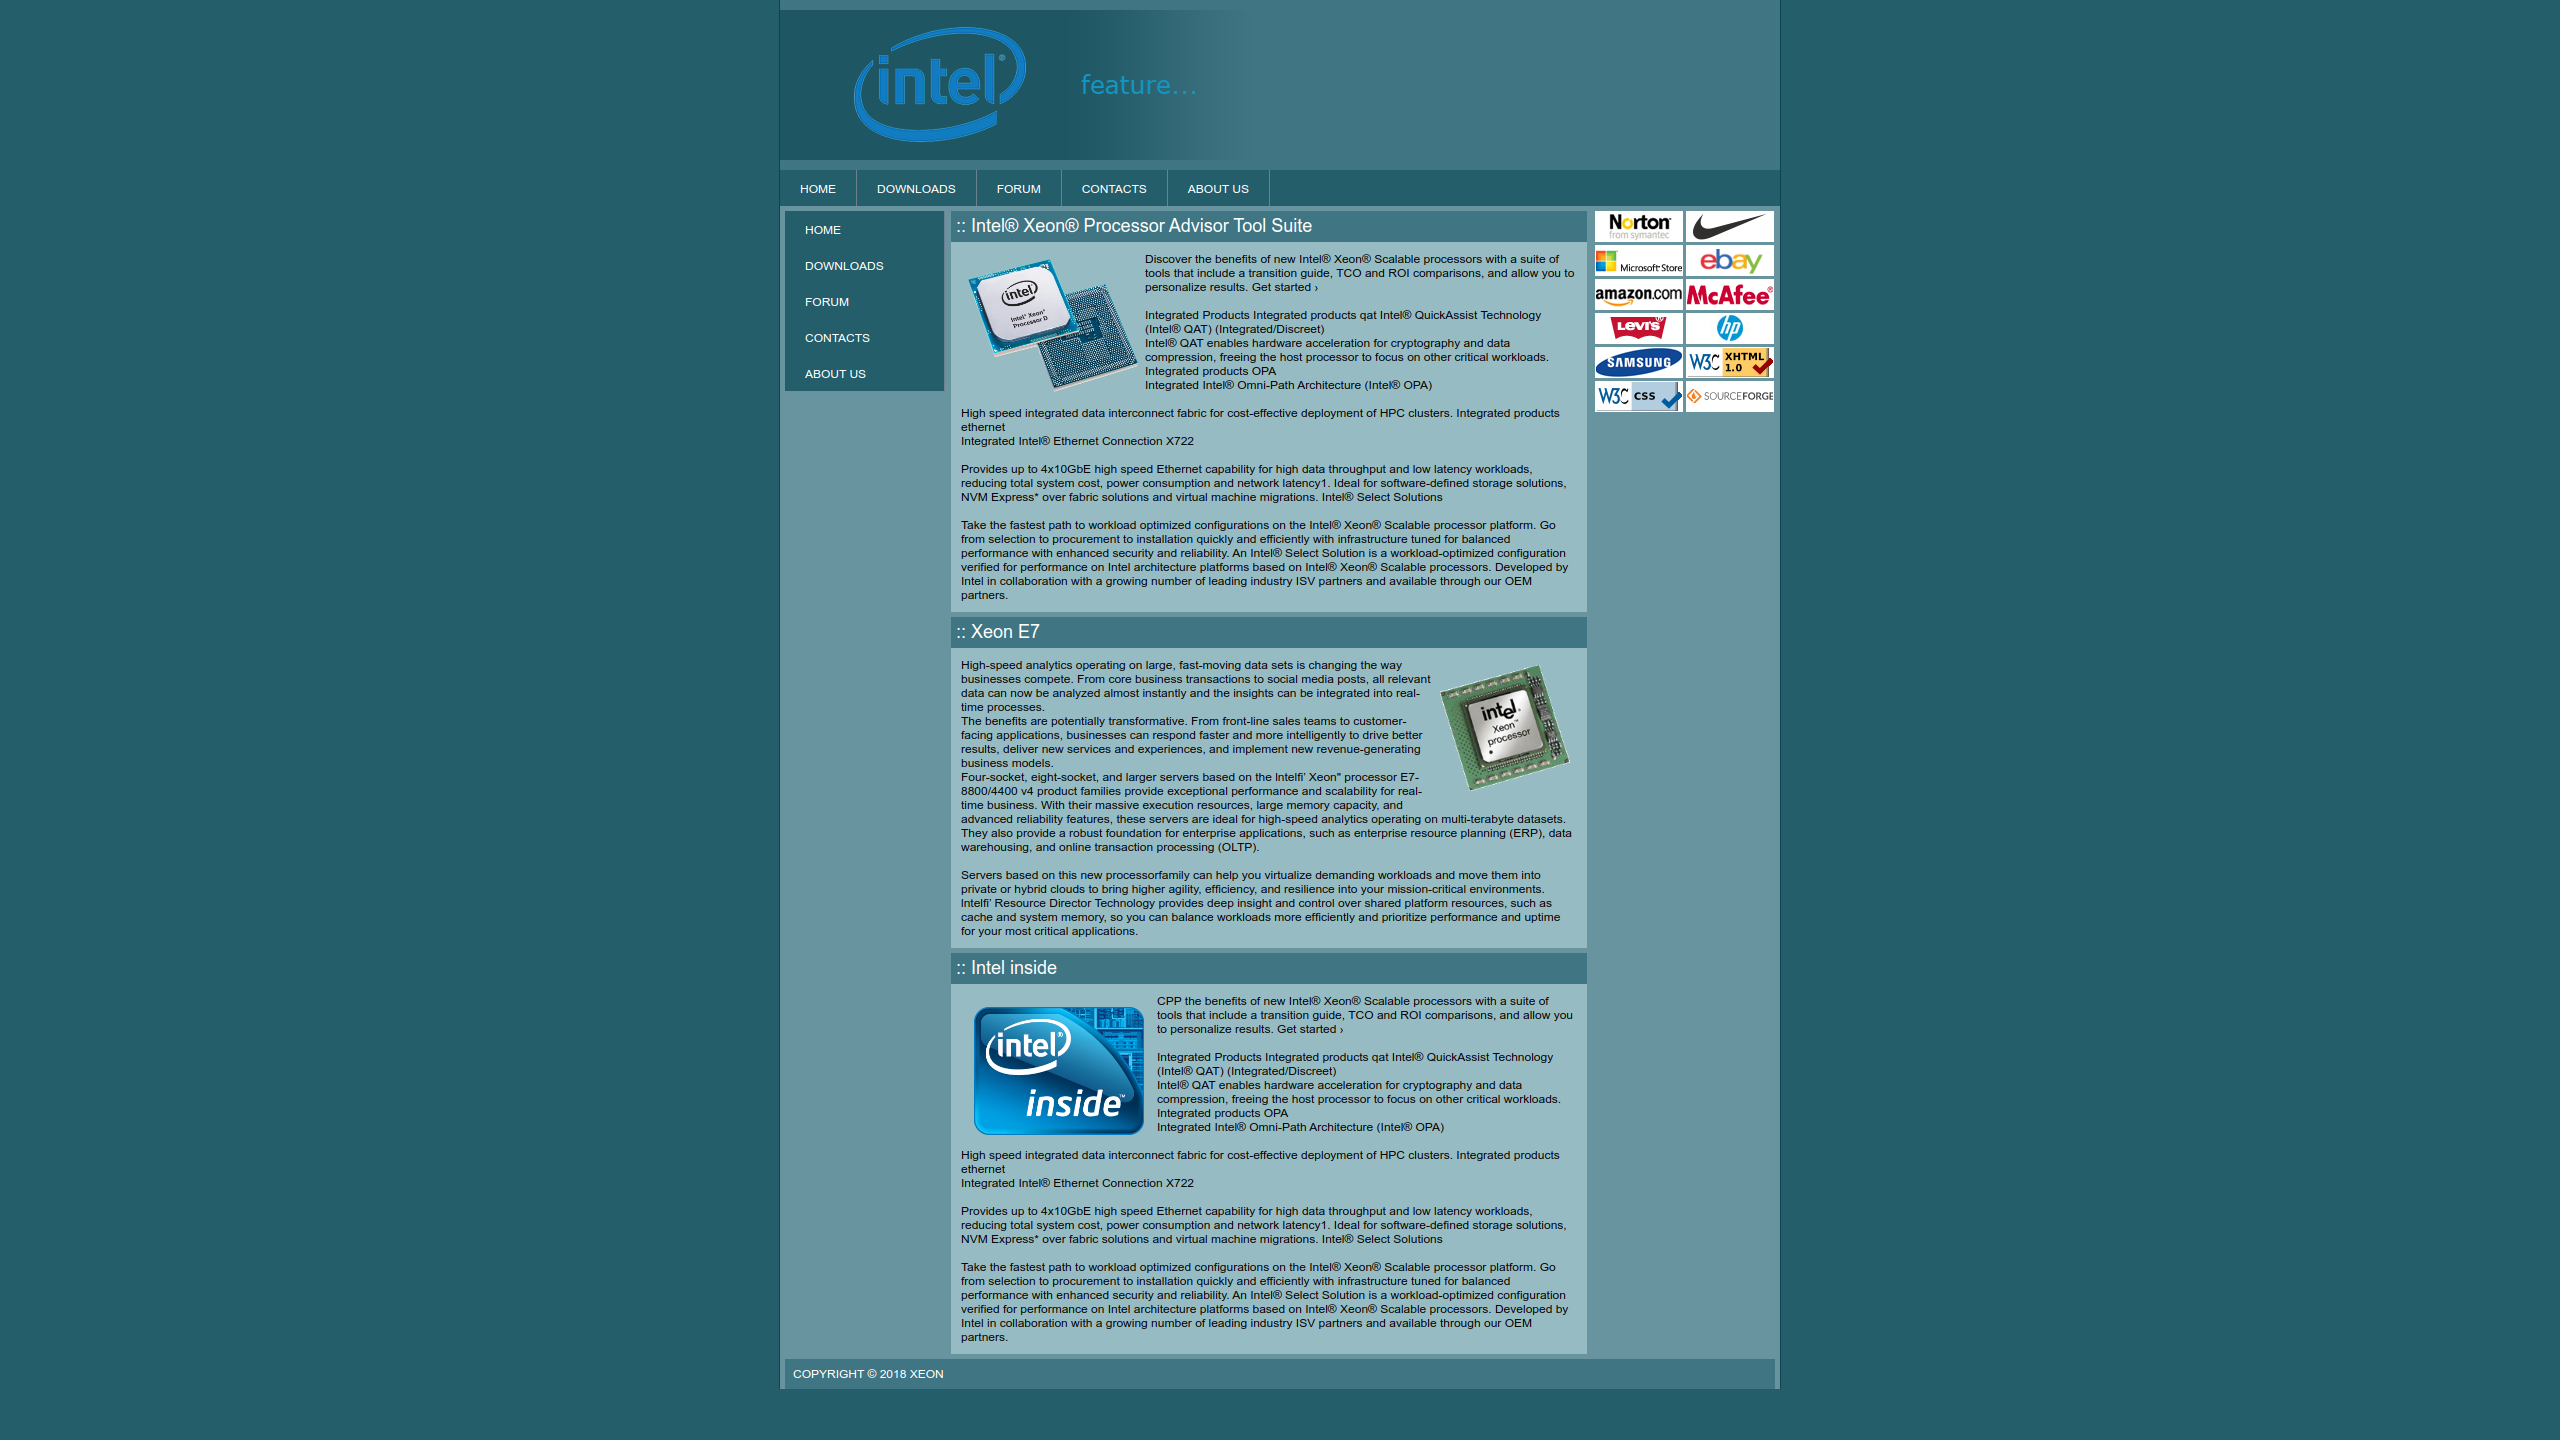 intel®
feature...
HOME DOWNLOADS FORUM CONTACTS ABOUT US
HOME
DOWNLOADS
FORUM
CONTACTS
ABOUT US
:: Intel® Xeon® Processor Advisor Tool Suite
intel®
Intel® Xeon®
Processor D
Discover the benefits of new Intel® Xeon® Scalable processors with a suite of
tools that include a transition guide, TCO and ROI comparisons, and allow you to
personalize results. Get started ›
Integrated Products Integrated products qat Intel® QuickAssist Technology
(Intel® QAT) (Integrated/Discreet)
Intel® QAT enables hardware acceleration for cryptography and data
compression, freeing the host processor to focus on other critical workloads.
Integrated products OPA
Integrated Intel® Omni-Path Architecture (Intel® OPA)
High speed integrated data interconnect fabric for cost-effective deployment of HPC clusters. Integrated products
ethernet
Integrated Intel® Ethernet Connection X722
Provides up to 4x10GbE high speed Ethernet capability for high data throughput and low latency workloads,
reducing total system cost, power consumption and network latency1. Ideal for software-defined storage solutions,
NVM Express* over fabric solutions and virtual machine migrations. Intel® Select Solutions
Take the fastest path to workload optimized configurations on the Intel® Xeon® Scalable processor platform. Go
from selection to procurement to installation quickly and efficiently with infrastructure tuned for balanced
performance with enhanced security and reliability. An Intel® Select Solution is a workload-optimized configuration
verified for performance on Intel architecture platforms based on Intel® Xeon® Scalable processors. Developed by
Intel in collaboration with a growing number of leading industry ISV partners and available through our OEM
partners.
:: Xeon E7
High-speed analytics operating on large, fast-moving data sets is changing the way
businesses compete. From core business transactions to social media posts, all relevant
data can now be analyzed almost instantly and the insights can be integrated into real-
time processes.
The benefits are potentially transformative. From front-line sales teams to customer-
facing applications, businesses can respond faster and more intelligently to drive better
results, deliver new services and experiences, and implement new revenue-generating
business models.
Four-socket, eight-socket, and larger servers based on the Intelfi’ Xeon" processor E7-
8800/4400 v4 product families provide exceptional performance and scalability for real-
time business. With their massive execution resources, large memory capacity, and
advanced reliability features, these servers are ideal for high-speed analytics operating on multi-terabyte datasets.
They also provide a robust foundation for enterprise applications, such as enterprise resource planning (ERP), data
warehousing, and online transaction processing (OLTP).
intel®
Xeon™
processor
Servers based on this new processorfamily can help you virtualize demanding workloads and move them into
private or hybrid clouds to bring higher agility, efficiency, and resilience into your mission-critical environments.
lntelfi’ Resource Director Technology provides deep insight and control over shared platform resources, such as
cache and system memory, so you can balance workloads more efficiently and prioritize performance and uptime
for your most critical applications.
:: Intel inside
intel®
inside™
CPP the benefits of new Intel® Xeon® Scalable processors with a suite of
tools that include a transition guide, TCO and ROI comparisons, and allow you
to personalize results. Get started ›
Integrated Products Integrated products qat Intel® QuickAssist Technology
(Intel® QAT) (Integrated/Discreet)
Intel® QAT enables hardware acceleration for cryptography and data
compression, freeing the host processor to focus on other critical workloads.
Integrated products OPA
Integrated Intel® Omni-Path Architecture (Intel® OPA)
High speed integrated data interconnect fabric for cost-effective deployment of HPC clusters. Integrated products
ethernet
Integrated Intel® Ethernet Connection X722
Provides up to 4x10GbE high speed Ethernet capability for high data throughput and low latency workloads,
reducing total system cost, power consumption and network latency1. Ideal for software-defined storage solutions,
NVM Express* over fabric solutions and virtual machine migrations. Intel® Select Solutions
Take the fastest path to workload optimized configurations on the Intel® Xeon® Scalable processor platform. Go
from selection to procurement to installation quickly and efficiently with infrastructure tuned for balanced
performance with enhanced security and reliability. An Intel® Select Solution is a workload-optimized configuration
verified for performance on Intel architecture platforms based on Intel® Xeon® Scalable processors. Developed by
Intel in collaboration with a growing number of leading industry ISV partners and available through our OEM
partners.
Norton
from symantec
Microsoft Store
ebay
amazon.com
McAfee®
LEVI'S®
hp
SAMSUNG
W3C XHTML
1.0
W3C CSS
SOURCEFORGE
COPYRIGHT © 2018 XEON